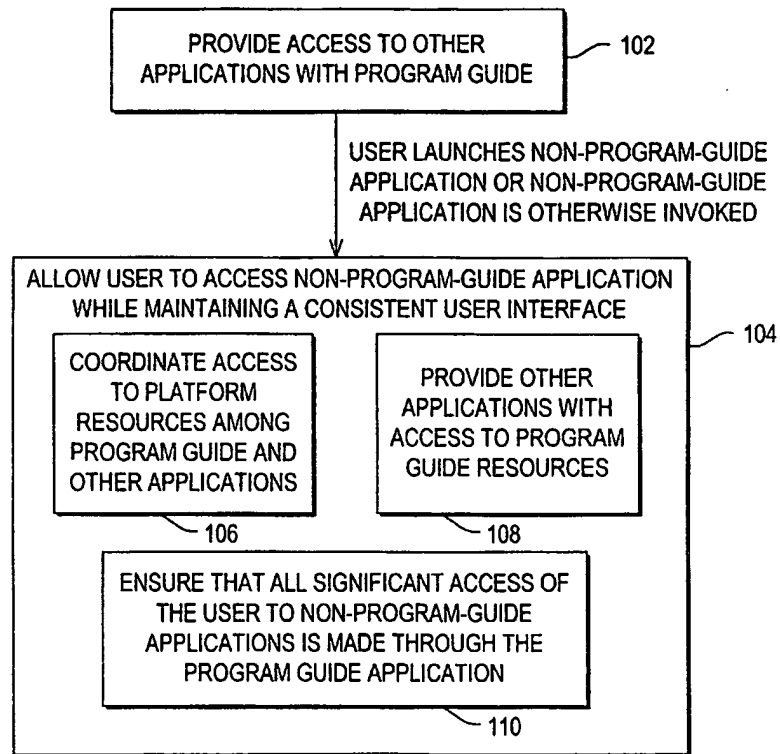 PROVIDE ACCESS TO OTHER
APPLICATIONS WITH PROGRAM GUIDE
102
USER LAUNCHES NON-PROGRAM-GUIDE
APPLICATION OR NON-PROGRAM-GUIDE
APPLICATION IS OTHERWISE INVOKED
ALLOW USER TO ACCESS NON-PROGRAM-GUIDE APPLICATION
WHILE MAINTAINING A CONSISTENT USER INTERFACE
104
COORDINATE ACCESS
TO PLATFORM
RESOURCES AMONG
PROGRAM GUIDE AND
OTHER APPLICATIONS
106
PROVIDE OTHER
APPLICATIONS WITH
ACCESS TO PROGRAM
GUIDE RESOURCES
108
ENSURE THAT ALL SIGNIFICANT ACCESS OF
THE USER TO NON-PROGRAM-GUIDE
APPLICATIONS IS MADE THROUGH THE
PROGRAM GUIDE APPLICATION
110